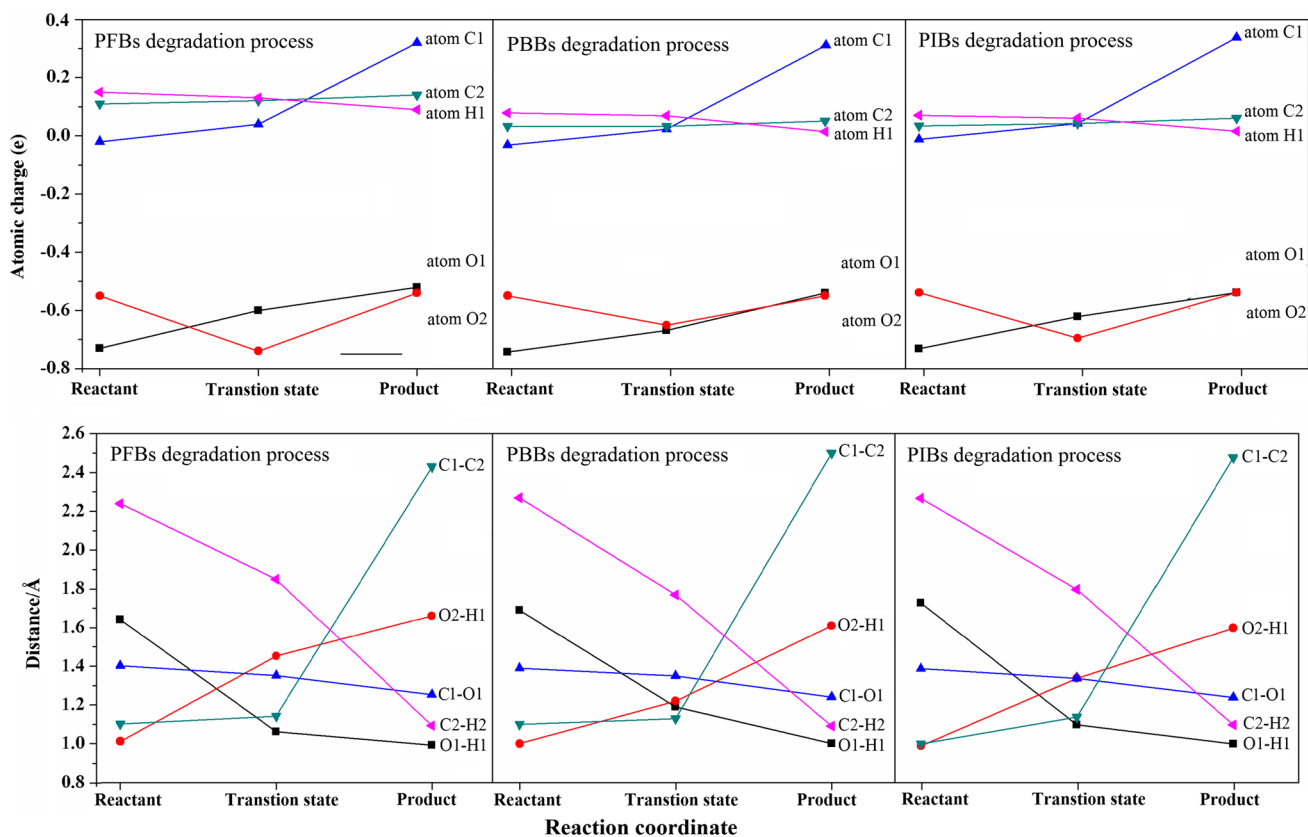 PFBs degradation process
PBBs degradation process
PIBs degradation process
Atomic charge (e)
0.4
0.2
0.0
-0.2
-0.4
-0.6
-0.8
atom C1
atom C2
atom H1
atom O1
atom O2
atom C1
atom C2
atom H1
atom O1
atom O2
atom C1
atom C2
atom H1
atom O1
atom O2
Reactant Transtion state Product
Reactant Transtion state Product
Reactant Transtion state Product
PFBs degradation process
PBBs degradation process
PIBs degradation process
Distance/Å
2.6
2.4
2.2
2.0
1.8
1.6
1.4
1.2
1.0
0.8
C1-C2
O2-H1
C1-O1
C2-H2
O1-H1
C1-C2
O2-H1
C1-O1
C2-H2
O1-H1
C1-C2
O2-H1
C1-O1
C2-H2
O1-H1
Reactant Transtion state Product
Reactant Transtion state Product
Reactant Transtion state Product
Reaction coordinate